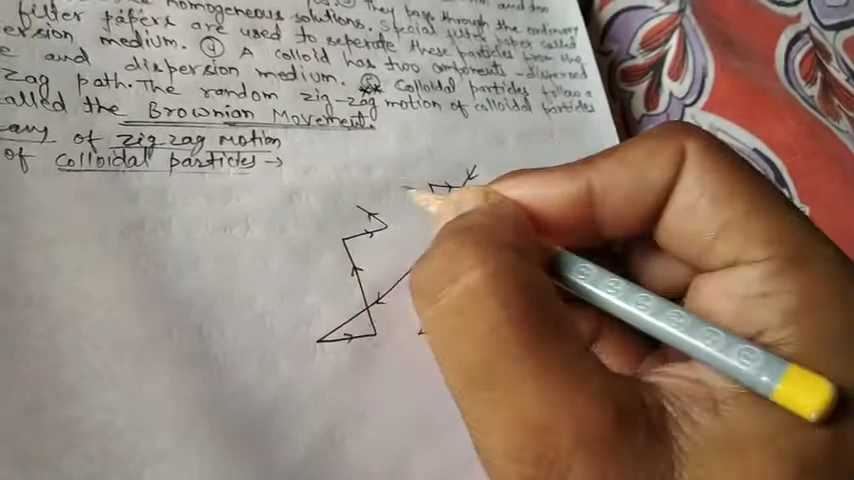 filter papers are homogeneous solutions. ③ They pass through the ordinary
ersion medium. are used to seperate these particles from the
e and dispersion medium. ④ A colloid has two components - dispersed
Zag path. The random zig-zag motion of colloidal particles
⑤ Colloidal particles follow a
alled the Brownian Movement.
of zig zag motion
of colloidal particles →